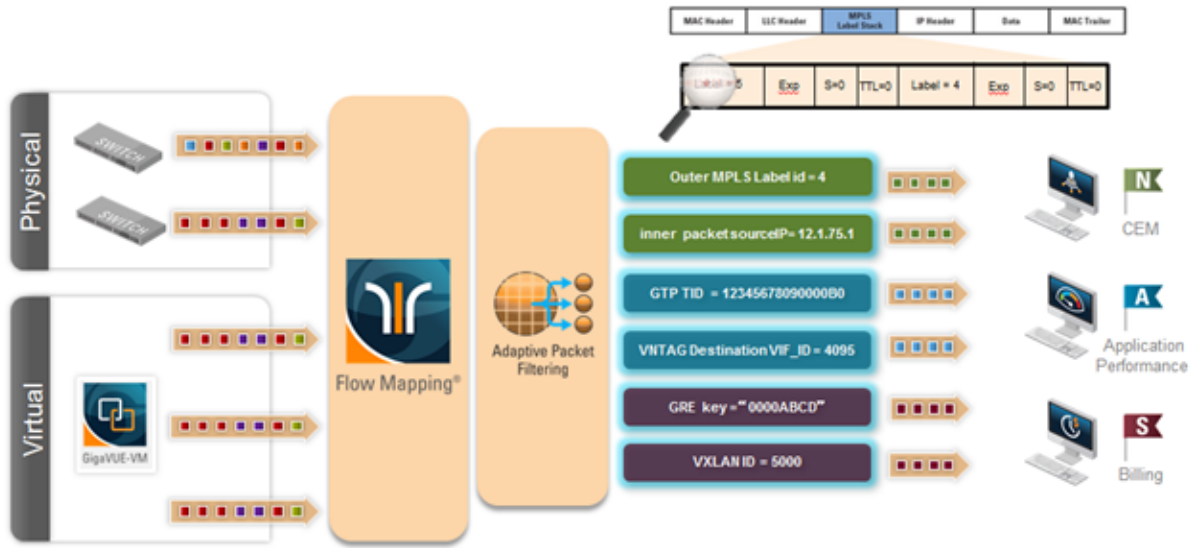 MAC Header LLC Header MPLS Label Stack IP Header Data MAC Trailer
Label = 5 Exp S=0 TTL=0 Label = 4 Exp S=0 TTL=0
Physical
SWITCH
SWITCH
Virtual
GigaVUE-VM
Flow Mapping®
Adaptive Packet
Filtering
Outer MPLS Label id = 4
inner packet sourceIP= 12.1.75.1
GTP TID = 12345678090000B0
VNTAG Destination VIF_ID = 4095
GRE key ="0000ABCD"
VXLAN ID = 5000
N
CEM
A
Application
Performance
S
Billing